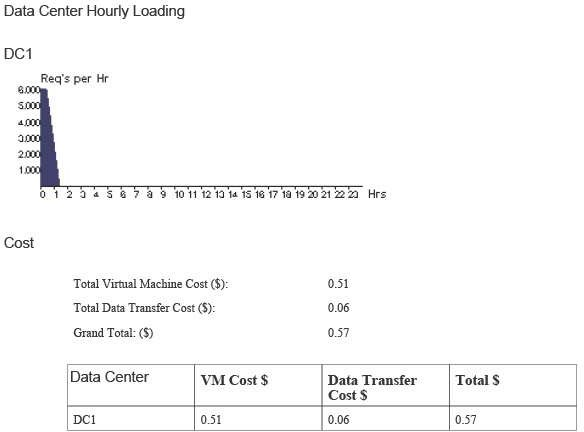 Data Center Hourly Loading
DC1
Req's per Hr
6.000
5.000
4.000
3.000
2.000
1.000
0 1 2 3 4 5 6 7 8 9 10 11 12 13 14 15 16 17 18 19 20 21 22 23 Hrs
Cost
Total Virtual Machine Cost ($): 0.51
Total Data Transfer Cost ($): 0.06
Grand Total: ($) 0.57
Data Center VM Cost $ Data Transfer Total $
Cost $
DC1 0.51 0.06 0.57